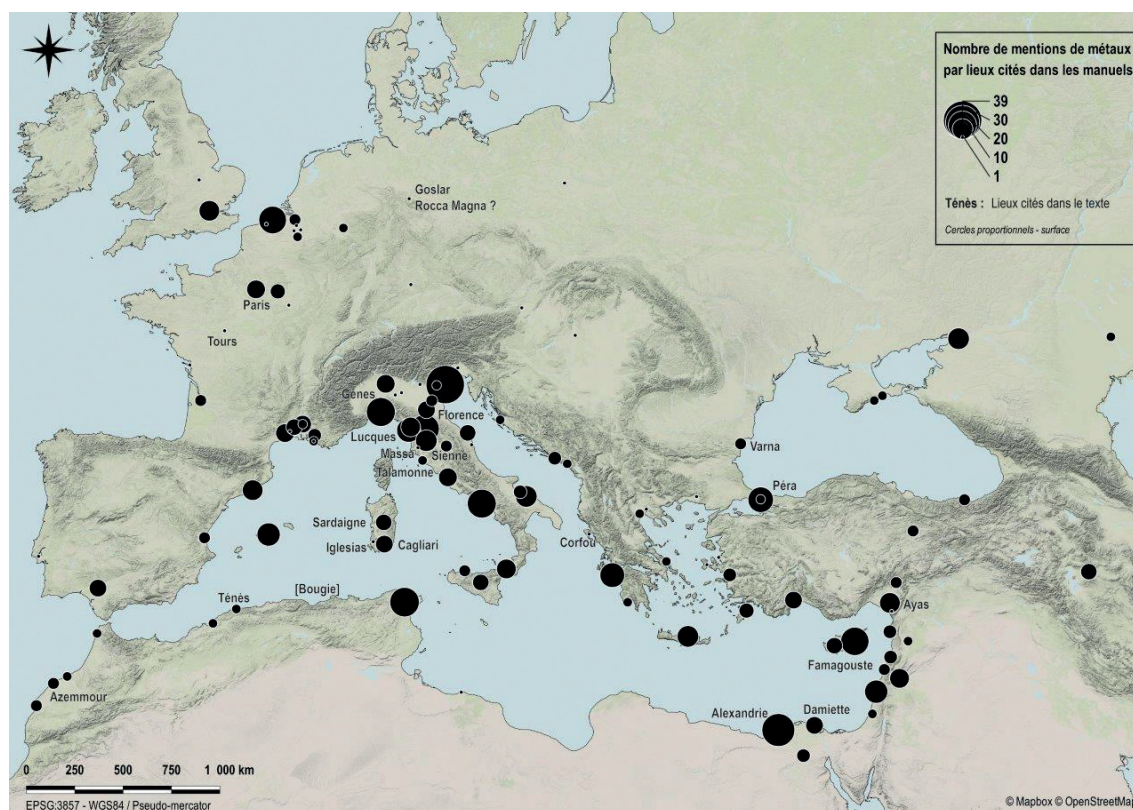 Nombre de mentions de métaux
par lieux cités dans les manuels
39
30
20
10
1
Ténès : Lieux cités dans le texte
Cercles proportionnels - surface
Goslar
Rocca Magna ?
Paris
Tours
Gênes
Florence
Lucques
Massa
Sienne
Talamonne
Varna
Péra
Sardaigne
Iglesias
Cagliari
Corfou
[Bougie]
Ténès
Ayas
Famagouste
Azemmour
Alexandrie
Damiette
0 250 500 750 1 000 km
EPSG:3857 - WGS84 / Pseudo-mercator
© Mapbox © OpenStreetMap